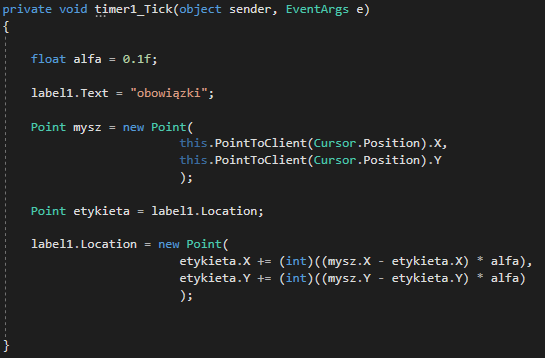 private void timer1_Tick(object sender, EventArgs e)
{
float alfa = 0.1f;
label1.Text = "obowiązki";
Point mysz = new Point(
this.PointToClient(Cursor.Position).X,
this.PointToClient(Cursor.Position).Y
);
Point etykieta = label1.Location;
label1.Location = new Point(
etykieta.X += (int)((mysz.X - etykieta.X) * alfa),
etykieta.Y += (int)((mysz.Y - etykieta.Y) * alfa)
);
}